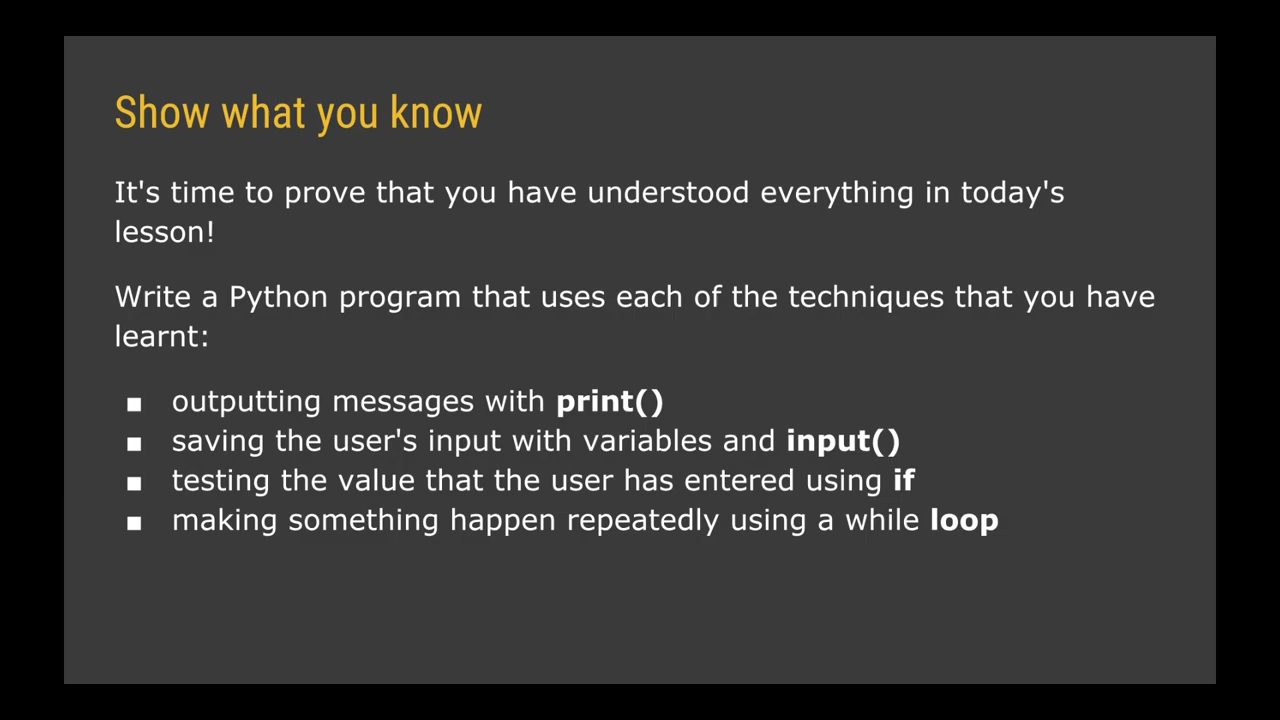 Show what you know
It's time to prove that you have understood everything in today's
lesson!
Write a Python program that uses each of the techniques that you have
learnt:
▪ outputting messages with print()
▪ saving the user's input with variables and input()
▪ testing the value that the user has entered using if
▪ making something happen repeatedly using a while loop